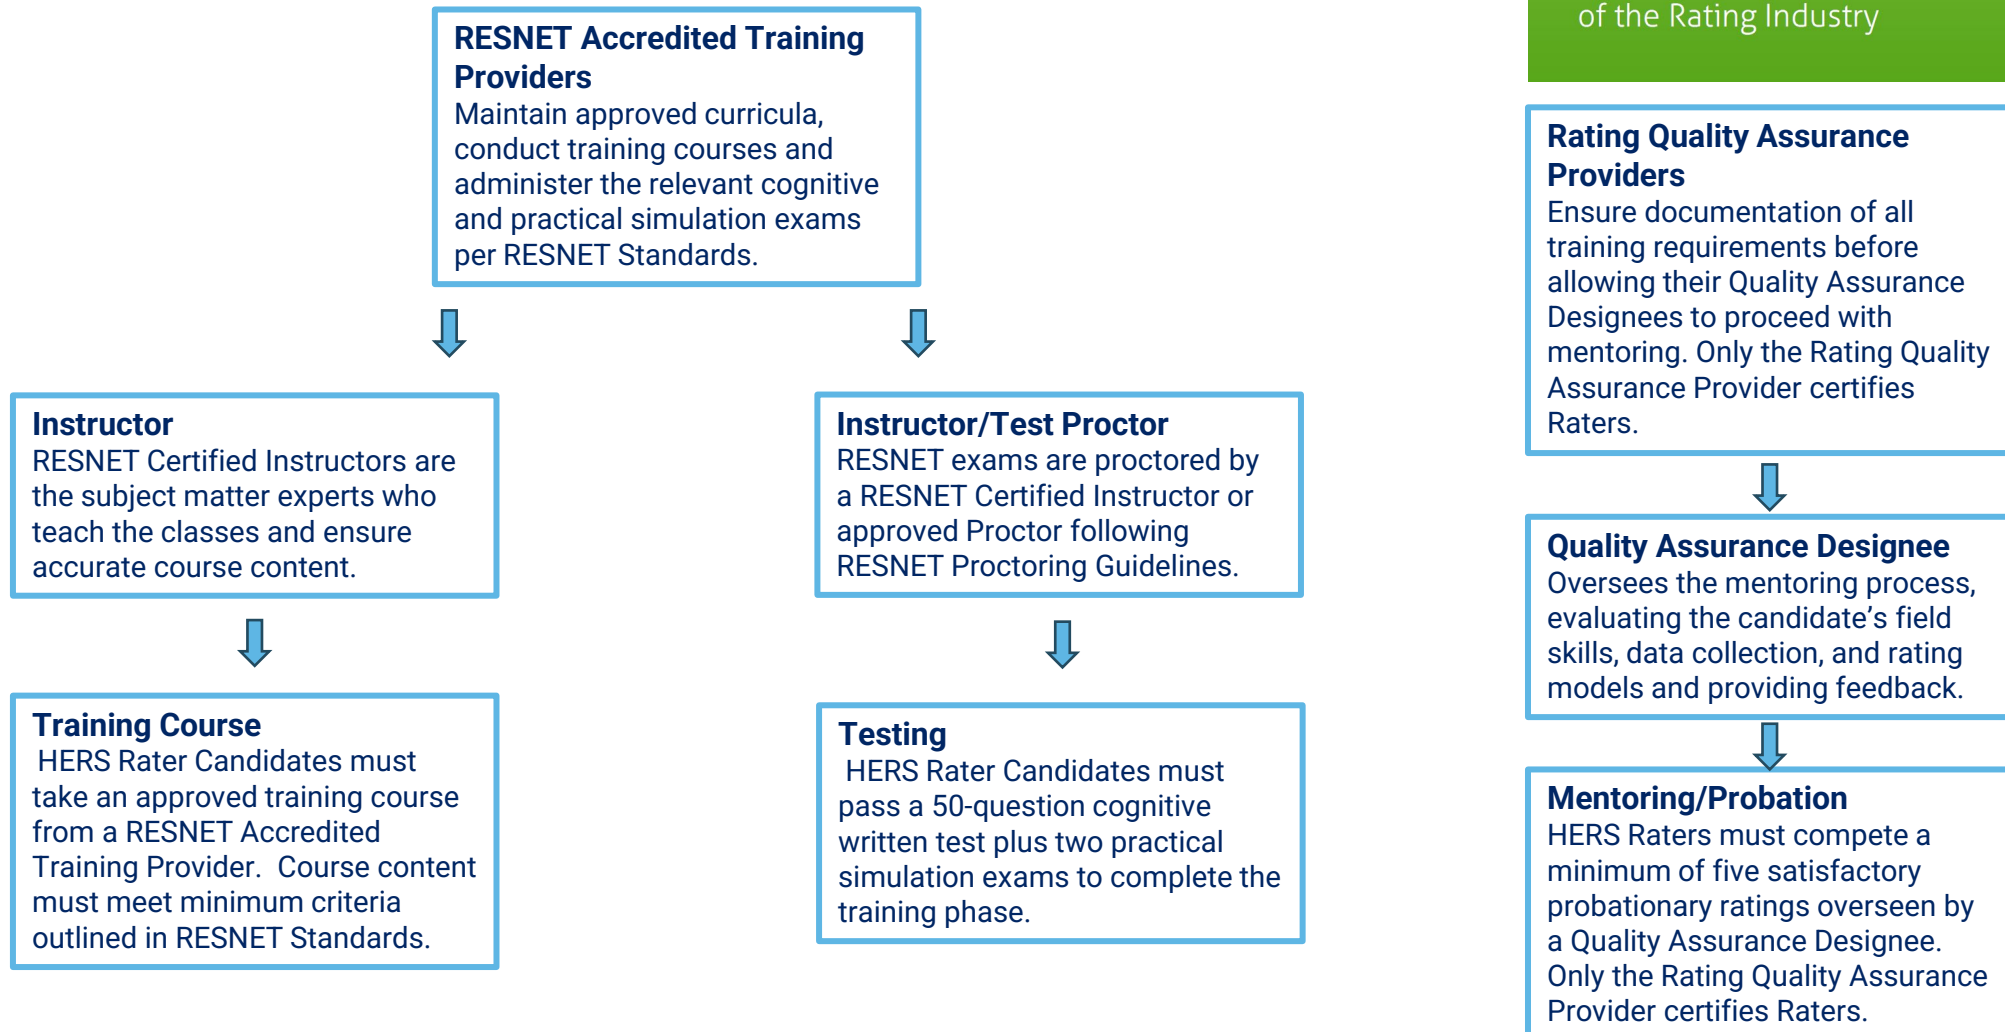 of the Rating Industry
RESNET Accredited Training
Providers
Maintain approved curricula,
conduct training courses and
administer the relevant cognitive
and practical simulation exams
per RESNET Standards.
Instructor
RESNET Certified Instructors are
the subject matter experts who
teach the classes and ensure
accurate course content.
Training Course
HERS Rater Candidates must
take an approved training course
from a RESNET Accredited
Training Provider.  Course content
must meet minimum criteria
outlined in RESNET Standards.
Instructor/Test Proctor
RESNET exams are proctored by
a RESNET Certified Instructor or
approved Proctor following
RESNET Proctoring Guidelines.
Testing
HERS Rater Candidates must
pass a 50-question cognitive
written test plus two practical
simulation exams to complete the
training phase.
Rating Quality Assurance
Providers
Ensure documentation of all
training requirements before
allowing their Quality Assurance
Designees to proceed with
mentoring. Only the Rating Quality
Assurance Provider certifies
Raters.
Quality Assurance Designee
Oversees the mentoring process,
evaluating the candidate’s field
skills, data collection, and rating
models and providing feedback.
Mentoring/Probation
HERS Raters must compete a
minimum of five satisfactory
probationary ratings overseen by
a Quality Assurance Designee.
Only the Rating Quality Assurance
Provider certifies Raters.